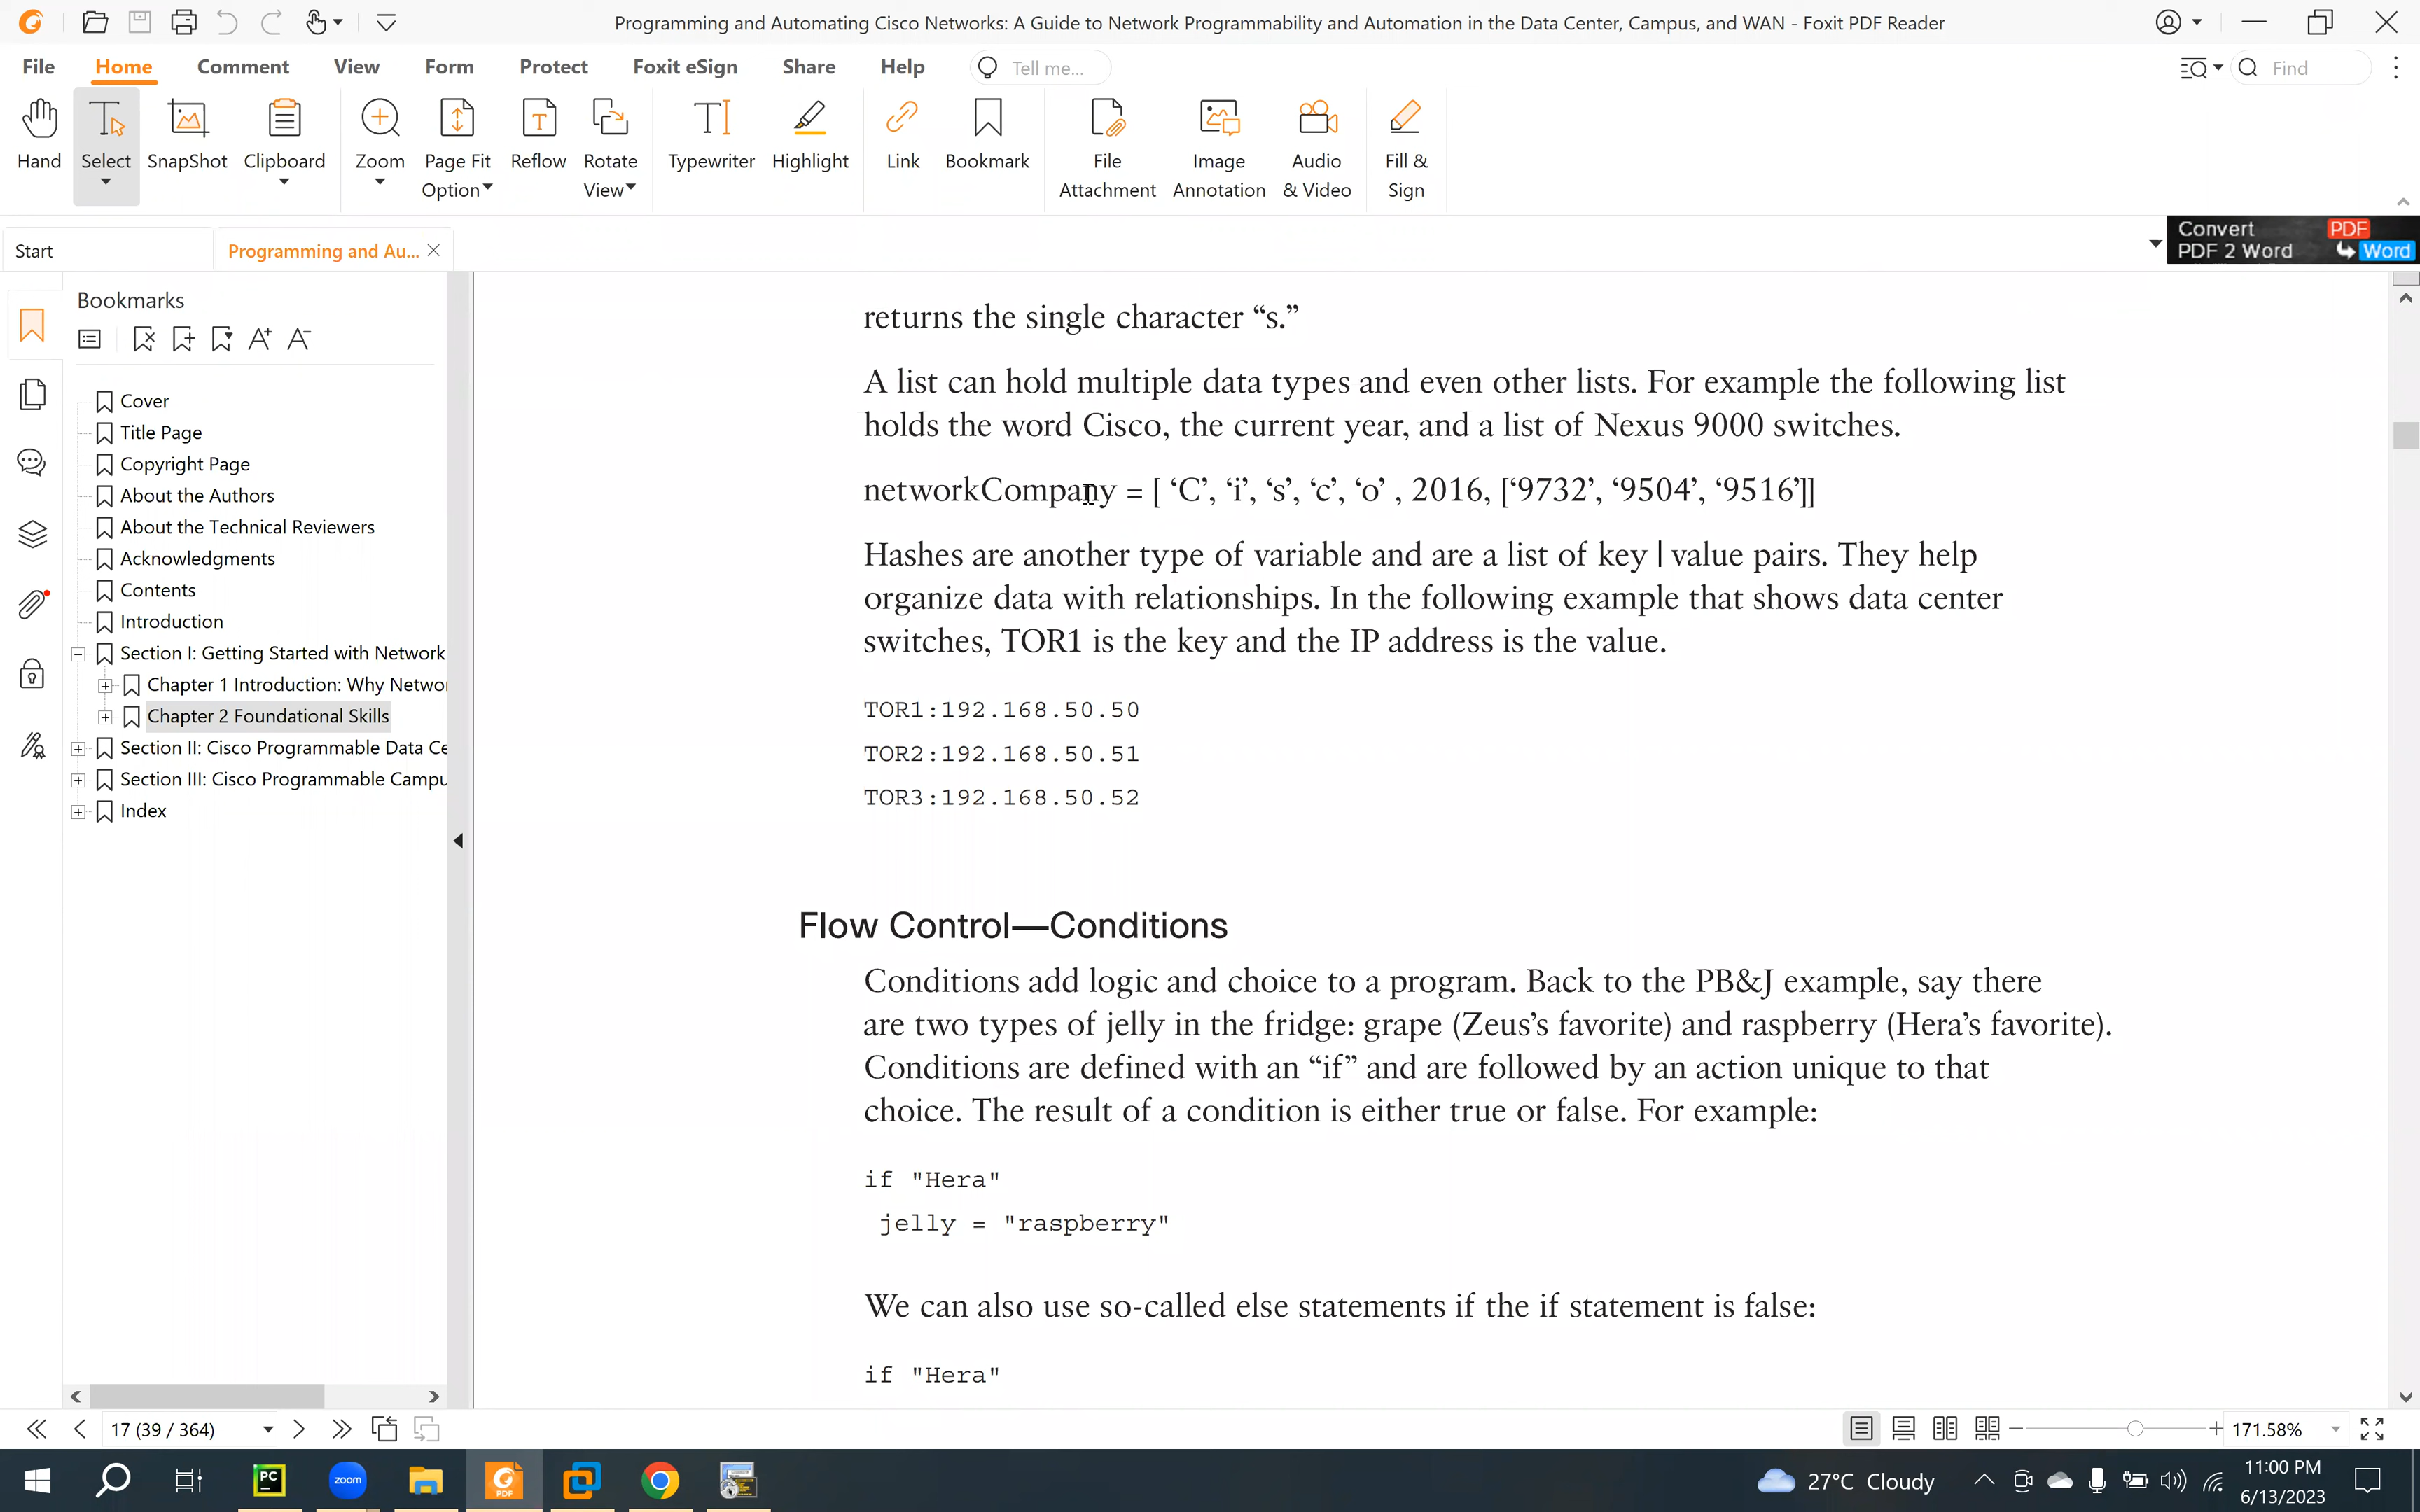 Programming and Automating Cisco Networks: A Guide to Network Programmability and Automation in the Data Center, Campus, and WAN - Foxit PDF Reader
File Home Comment View Form Protect Foxit eSign Share Help Tell me... Find
Hand Select SnapShot Clipboard Zoom Page Fit Option Reflow Rotate View Typewriter Highlight Link Bookmark File Attachment Image Annotation Audio & Video Fill & Sign
Start Programming and Au...
Convert PDF
PDF 2 Word Word
Bookmarks
Cover
Title Page
Copyright Page
About the Authors
About the Technical Reviewers
Acknowledgments
Contents
Introduction
Section I: Getting Started with Network
Chapter 1 Introduction: Why Netwo
Chapter 2 Foundational Skills
Section II: Cisco Programmable Data Ce
Section III: Cisco Programmable Campu
Index
returns the single character “s.”
A list can hold multiple data types and even other lists. For example the following list
holds the word Cisco, the current year, and a list of Nexus 9000 switches.
networkCompany = [ ‘C’, ‘i’, ‘s’, ‘c’, ‘o’ , 2016, [‘9732’, ‘9504’, ‘9516’]]
Hashes are another type of variable and are a list of key|value pairs. They help
organize data with relationships. In the following example that shows data center
switches, TOR1 is the key and the IP address is the value.
TOR1:192.168.50.50
TOR2:192.168.50.51
TOR3:192.168.50.52
Flow Control—Conditions
Conditions add logic and choice to a program. Back to the PB&J example, say there
are two types of jelly in the fridge: grape (Zeus’s favorite) and raspberry (Hera’s favorite).
Conditions are defined with an “if” and are followed by an action unique to that
choice. The result of a condition is either true or false. For example:
if "Hera"
jelly = "raspberry"
We can also use so-called else statements if the if statement is false:
if "Hera"
17 (39 / 364)
171.58%
PC
zoom
PDF
27°C Cloudy
11:00 PM
6/13/2023